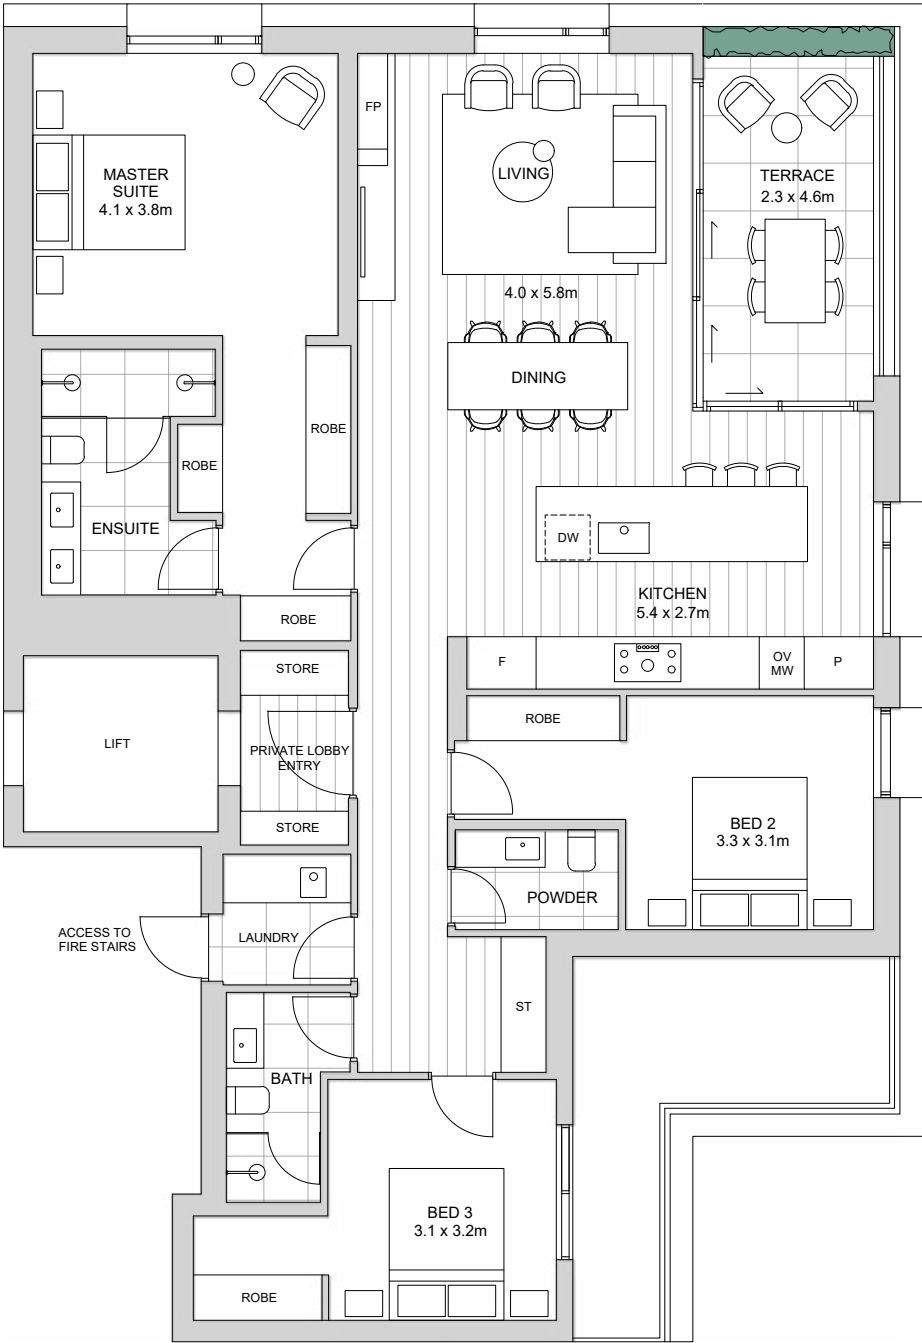 FP
MASTER
SUITE
4.1 x 3.8m
LIVING
TERRACE
2.3 x 4.6m
4.0 x 5.8m
DINING
ROBE
ROBE
ENSUITE
DW
KITCHEN
5.4 x 2.7m
ROBE
STORE
F
OV
MW
P
LIFT
PRIVATE LOBBY
ENTRY
ROBE
STORE
BED 2
3.3 x 3.1m
POWDER
ACCESS TO
FIRE STAIRS
LAUNDRY
ST
BATH
BED 3
3.1 x 3.2m
ROBE